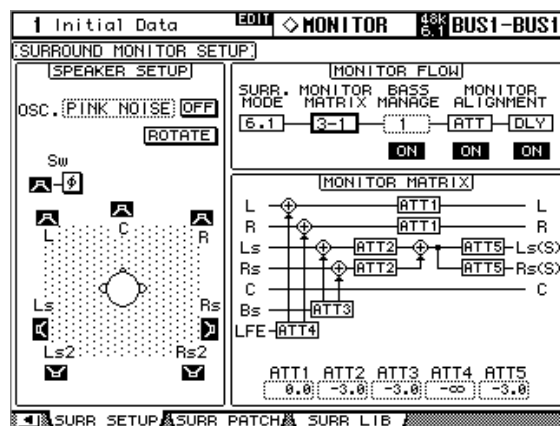 1 Initial Data EDIT ◇MONITOR 48K 6.1 BUS1-BUS1
SURROUND MONITOR SETUP
SPEAKER SETUP
OSC. PINK NOISE OFF
ROTATE
Sw
ϕ
L C R
Ls Rs
Ls2 Rs2
MONITOR FLOW
SURR. MODE MONITOR MATRIX BASS MANAGE MONITOR ALIGNMENT
6.1 3-1 1 ATT DLY
ON ON ON
MONITOR MATRIX
L ATT1 L
R ATT1 R
Ls ATT2 ATT5 Ls(S)
Rs ATT2 ATT5 Rs(S)
C C
Bs ATT3
LFE ATT4
ATT1 ATT2 ATT3 ATT4 ATT5
0.0 -3.0 -3.0 -∞ -3.0
SURR SETUP SURR PATCH SURR LIB